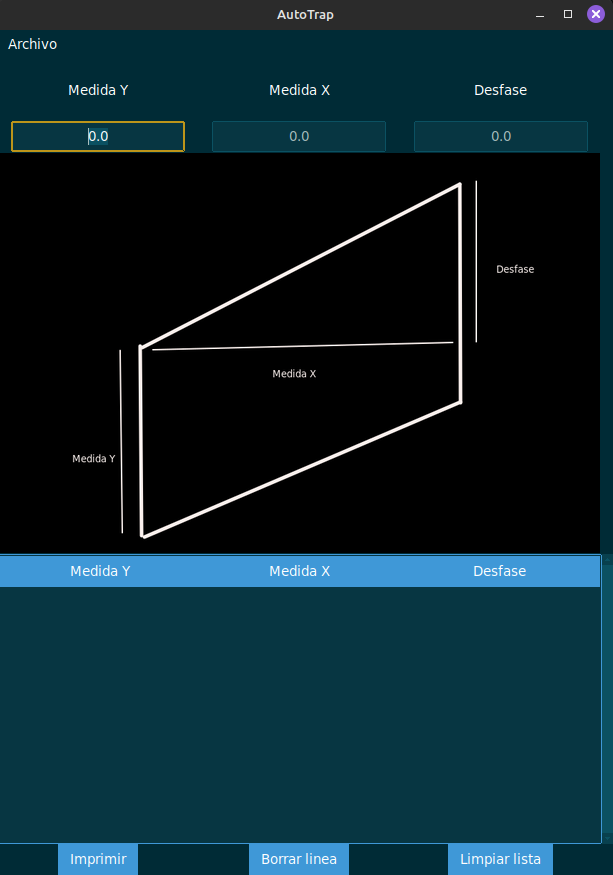 AutoTrap
Archivo
Medida Y Medida X Desfase
0.0 0.0 0.0
Desfase
Medida X
Medida Y
Medida Y Medida X Desfase
Imprimir Borrar linea Limpiar lista